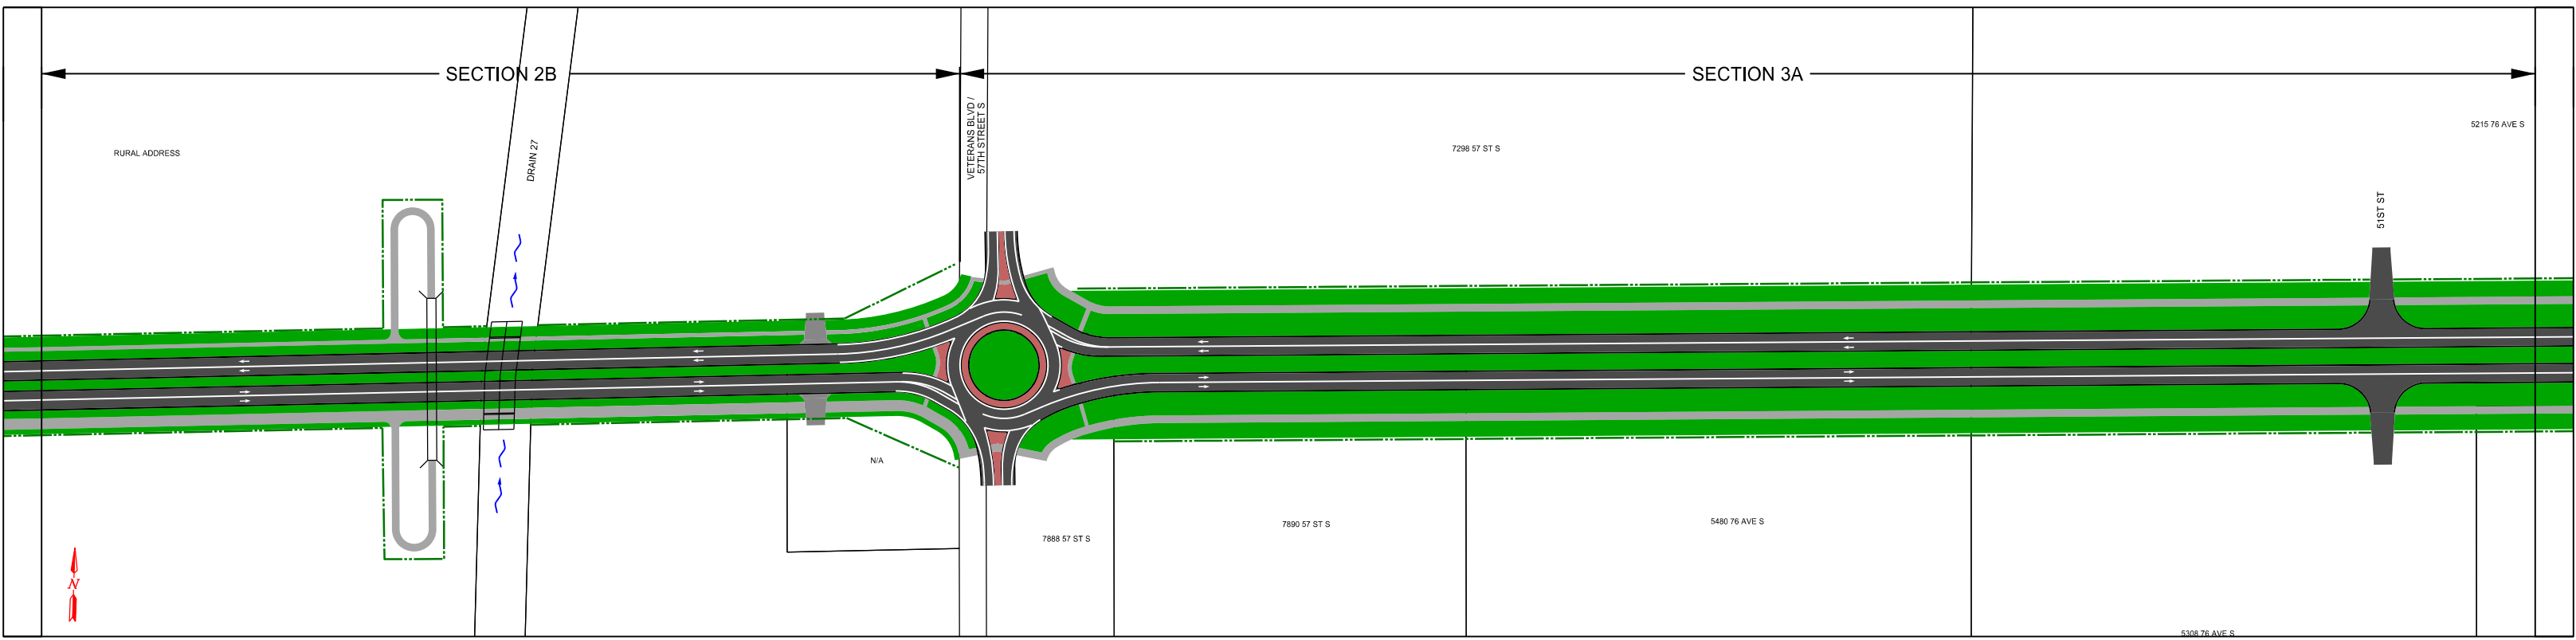 SECTION 2B
SECTION 3A
VETERANS BLVD /
57TH STREET S
5215 76 AVE S
RURAL ADDRESS
DRAIN 27
7298 57 ST S
51ST ST
N/A
7890 57 ST S
5480 76 AVE S
7888 57 ST S
N
5308 76 AVE S